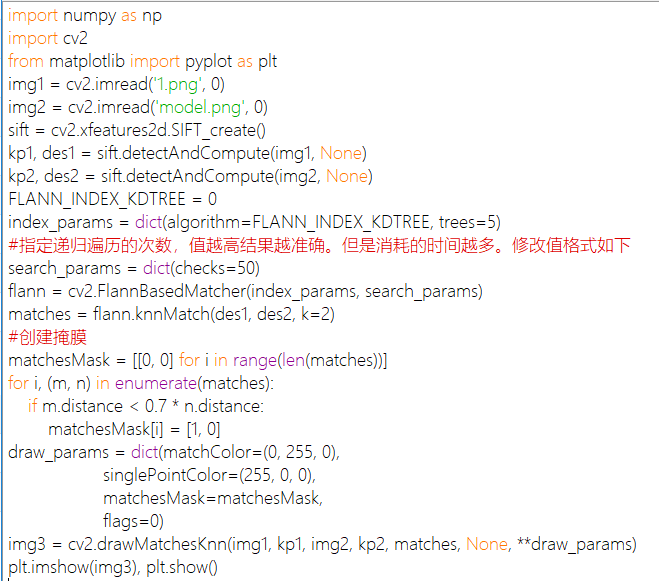 import numpy as np
import cv2
from matplotlib import pyplot as plt
img1 = cv2.imread('1.png', 0)
img2 = cv2.imread('model.png', 0)
sift = cv2.xfeatures2d.SIFT_create()
kp1, des1 = sift.detectAndCompute(img1, None)
kp2, des2 = sift.detectAndCompute(img2, None)
FLANN_INDEX_KDTREE = 0
index_params = dict(algorithm=FLANN_INDEX_KDTREE, trees=5)
#指定递归遍历的次数，值越高结果越准确。但是消耗的时间越多。修改值格式如下
search_params = dict(checks=50)
flann = cv2.FlannBasedMatcher(index_params, search_params)
matches = flann.knnMatch(des1, des2, k=2)
#创建掩膜
matchesMask = [[0, 0] for i in range(len(matches))]
for i, (m, n) in enumerate(matches):
    if m.distance < 0.7 * n.distance:
        matchesMask[i] = [1, 0]
draw_params = dict(matchColor=(0, 255, 0),
                   singlePointColor=(255, 0, 0),
                   matchesMask=matchesMask,
                   flags=0)
img3 = cv2.drawMatchesKnn(img1, kp1, img2, kp2, matches, None, **draw_params)
plt.imshow(img3), plt.show()